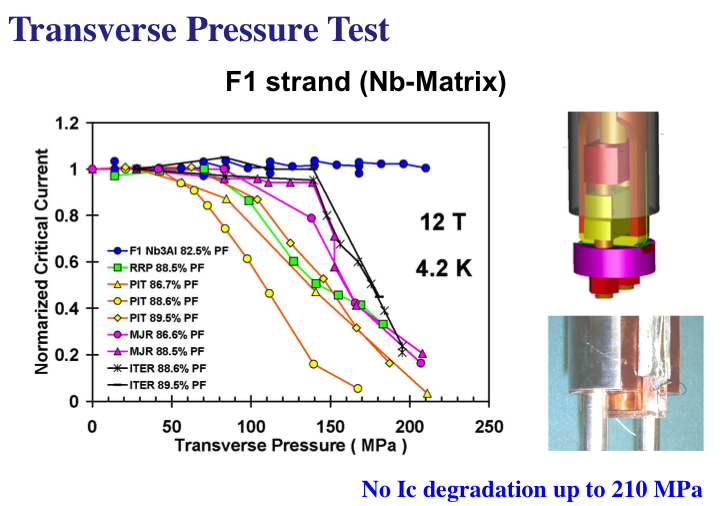 Transverse Pressure Test
F1 strand (Nb-Matrix)
Normarized Critical Current
1.2
1
0.8
0.6
0.4
0.2
0
12 T
4.2 K
F1 Nb3Al 82.5% PF
RRP 88.5% PF
PIT 86.7% PF
PIT 88.6% PF
PIT 89.5% PF
MJR 86.6% PF
MJR 88.5% PF
ITER 88.6% PF
ITER 89.5% PF
0 50 100 150 200 250
Transverse Pressure ( MPa )
No Ic degradation up to 210 MPa